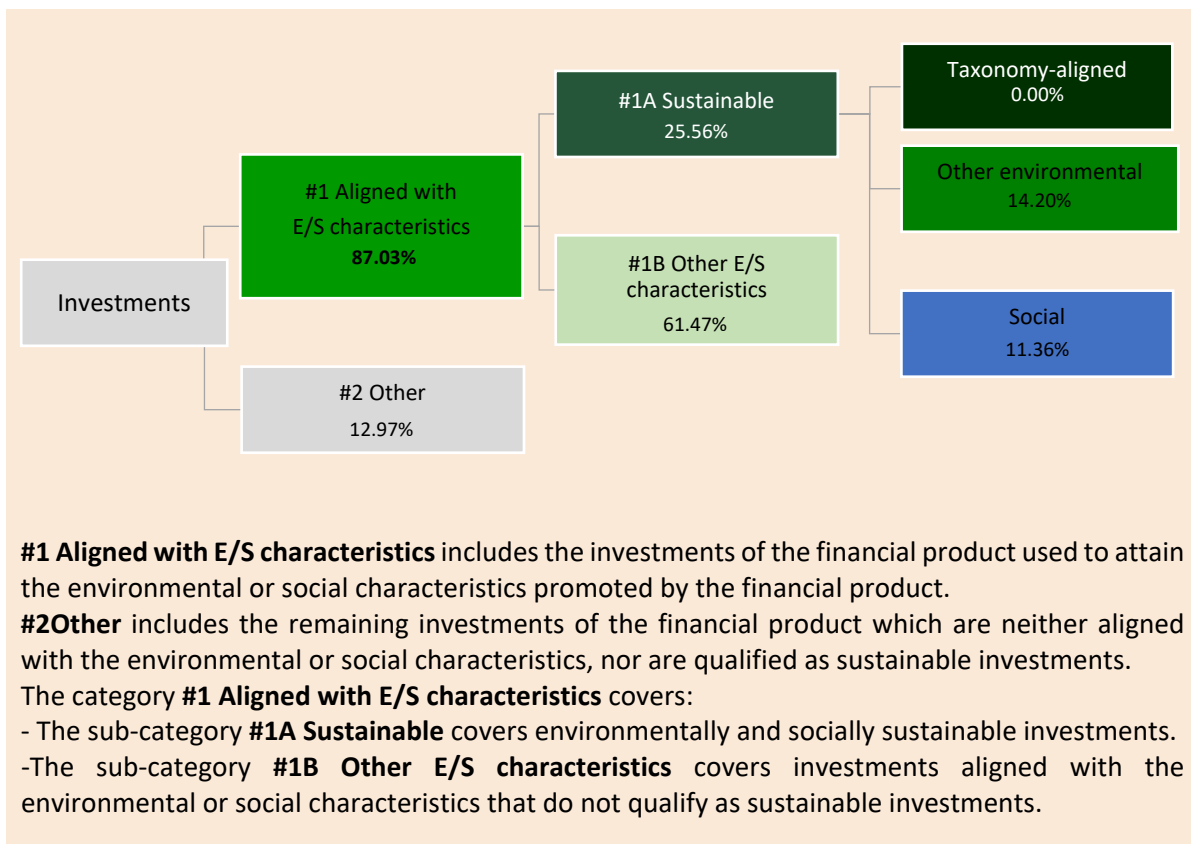 Investments
#1 Aligned with
E/S characteristics
87.03%
#2 Other
12.97%
#1A Sustainable
25.56%
#1B Other E/S
characteristics
61.47%
Taxonomy-aligned
0.00%
Other environmental
14.20%
Social
11.36%
#1 Aligned with E/S characteristics includes the investments of the financial product used to attain
the environmental or social characteristics promoted by the financial product.
#2Other includes the remaining investments of the financial product which are neither aligned
with the environmental or social characteristics, nor are qualified as sustainable investments.
The category #1 Aligned with E/S characteristics covers:
- The sub-category #1A Sustainable covers environmentally and socially sustainable investments.
-The sub-category #1B Other E/S characteristics covers investments aligned with the
environmental or social characteristics that do not qualify as sustainable investments.